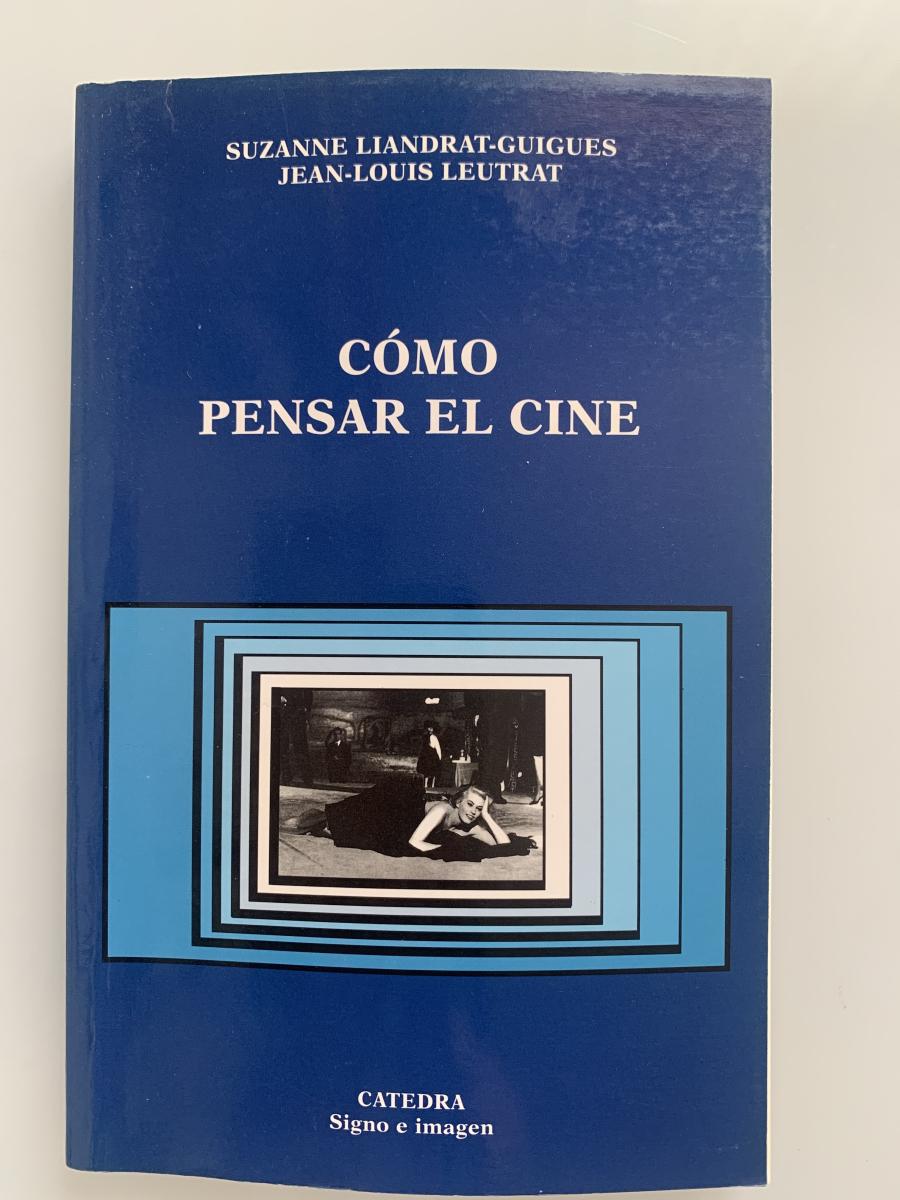 SUZANNE LIANDRAT-GUIGUES
JEAN-LOUIS LEUTRAT
CÓMO
PENSAR EL CINE
CATEDRA
Signo e imagen